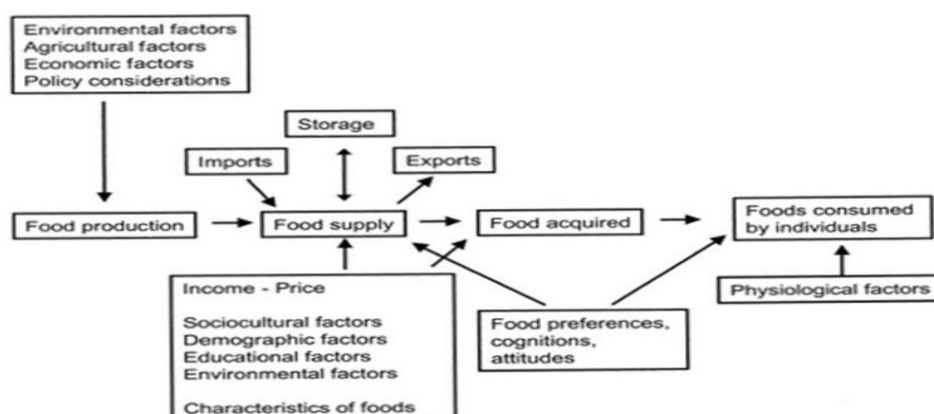 Environmental factors
Agricultural factors
Economic factors
Policy considerations
Storage
Imports
Exports
Food production
Food supply
Food acquired
Foods consumed
by individuals
Income - Price
Sociocultural factors
Demographic factors
Educational factors
Environmental factors
Characteristics of foods
Food preferences,
cognitions,
attitudes
Physiological factors